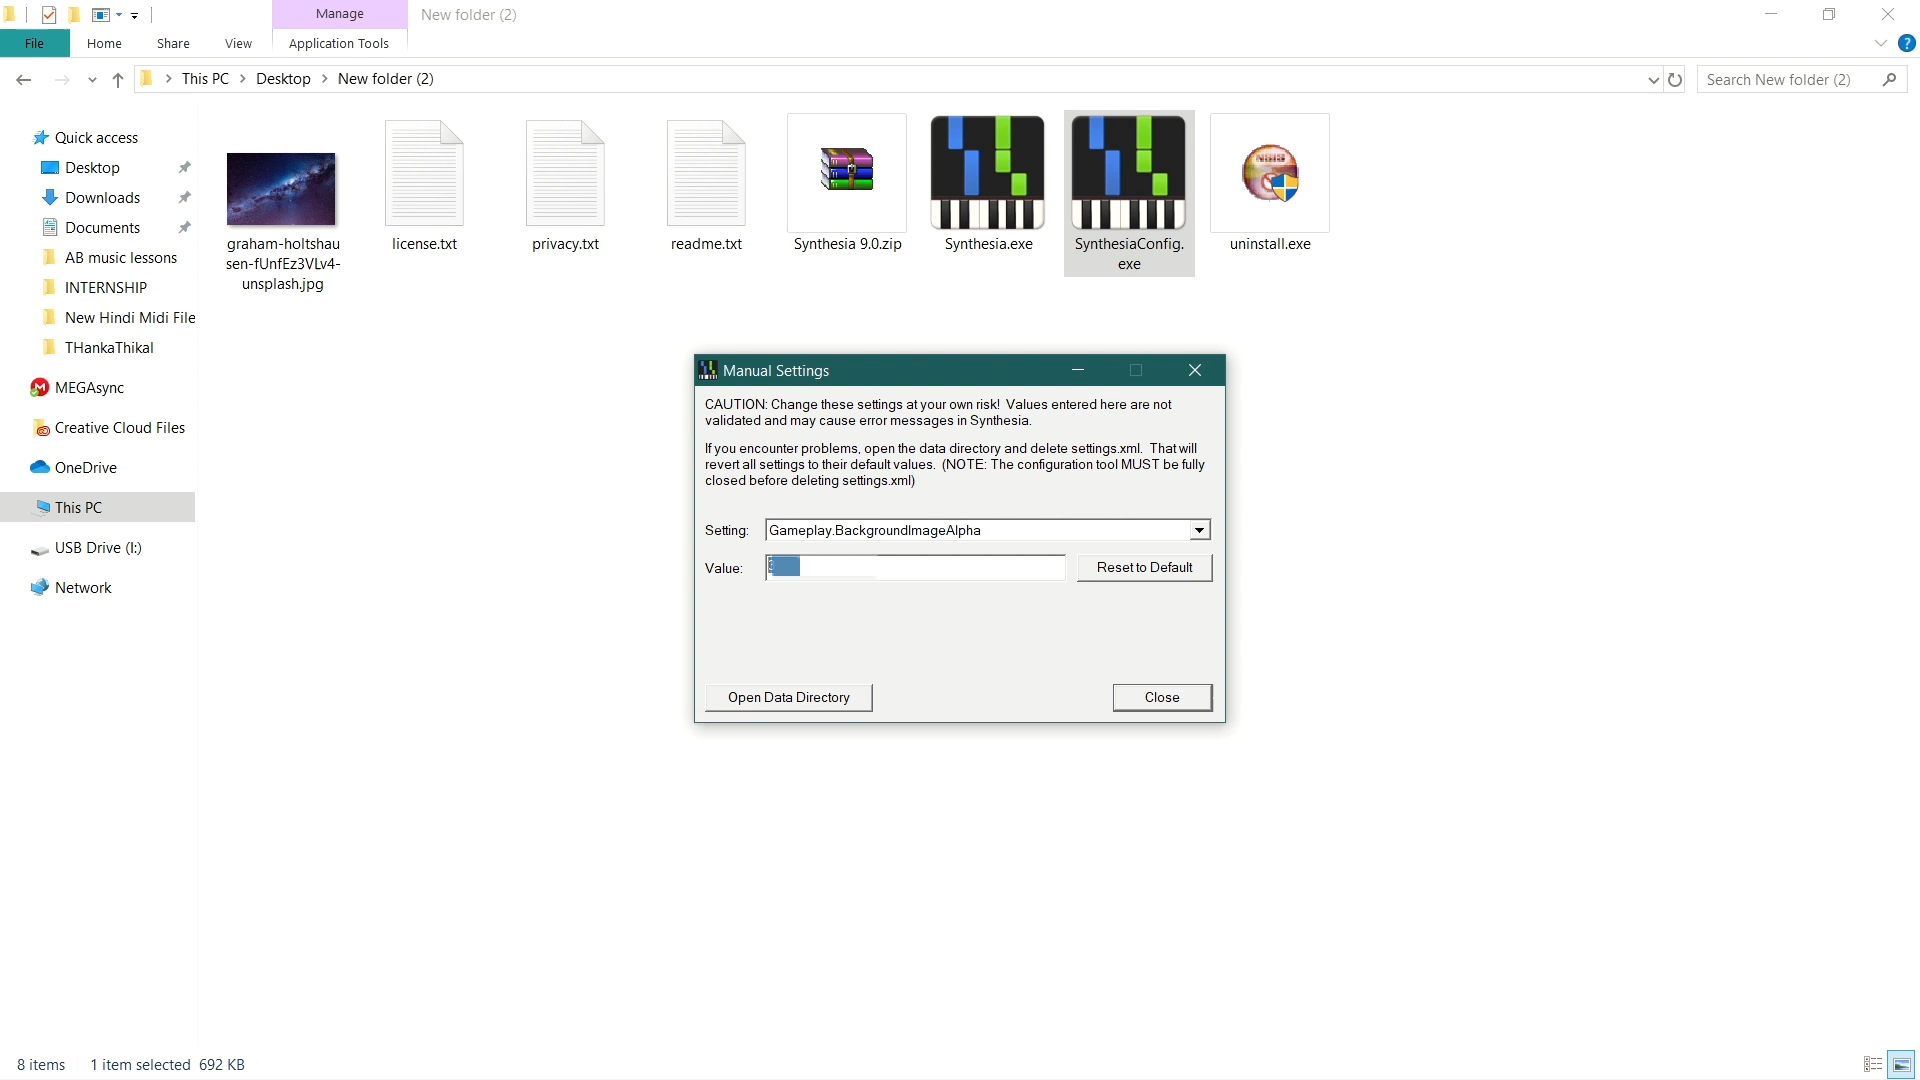 Manage
New folder (2)
File
Home
Share
View
Application Tools
This PC
Desktop
New folder (2)
Search New folder (2)
Quick access
Desktop
Downloads
Documents
AB music lessons
INTERNSHIP
New Hindi Midi File
THankaThikal
MEGAsync
Creative Cloud Files
OneDrive
This PC
USB Drive (I:)
Network
graham-holtshau
sen-fUnfEz3VLv4-
unsplash.jpg
license.txt
privacy.txt
readme.txt
Synthesia 9.0.zip
Synthesia.exe
SynthesiaConfig.
exe
NSIS
uninstall.exe
Manual Settings
CAUTION: Change these settings at your own risk! Values entered here are not
validated and may cause error messages in Synthesia.
If you encounter problems, open the data directory and delete settings.xml. That will
revert all settings to their default values. (NOTE: The configuration tool MUST be fully
closed before deleting settings.xml)
Setting:
Gameplay.BackgroundImageAlpha
Value:
Reset to Default
Open Data Directory
Close
8 items
1 item selected 692 KB